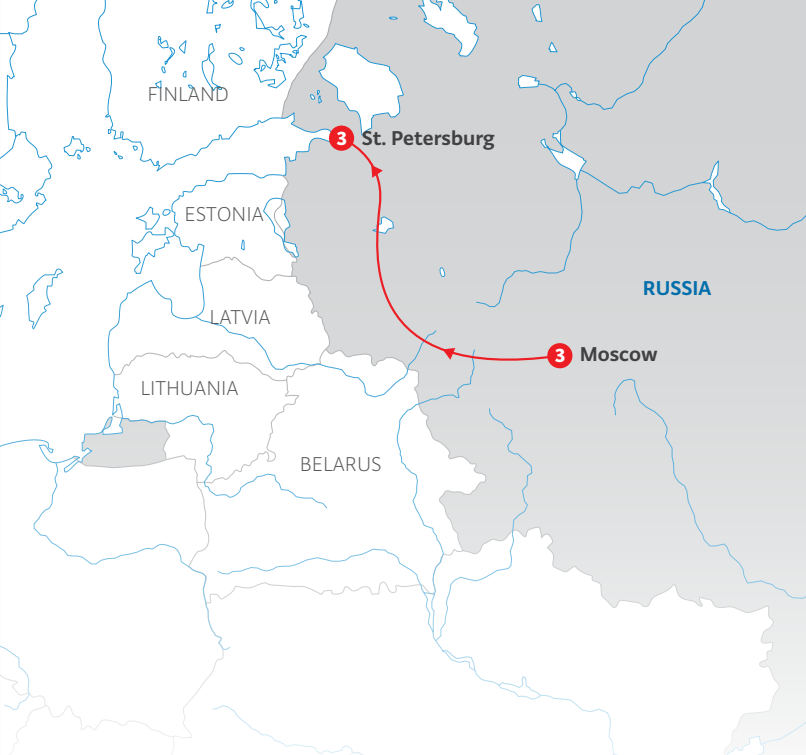 FINLAND
3 St. Petersburg
ESTONIA
RUSSIA
LATVIA
3 Moscow
LITHUANIA
BELARUS